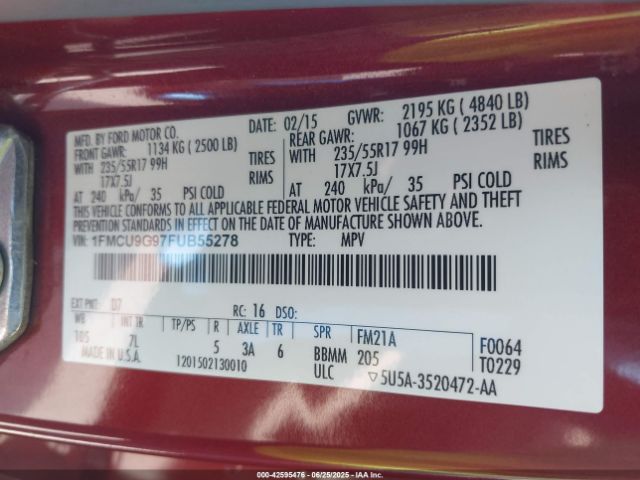 MFD. BY FORD MOTOR CO.
DATE: 02/15 GVWR: 2195 KG ( 4840 LB)
FRONT GAWR: 1134 KG ( 2500 LB) REAR GAWR: 1067 KG ( 2352 LB)
WITH 235/55R17 99H TIRES WITH 235/55R17 99H TIRES
17X7.5J RIMS 17X7.5J RIMS
AT 240 kPa/ 35 PSI COLD AT 240 kPa/ 35 PSI COLD
THIS VEHICLE CONFORMS TO ALL APPLICABLE FEDERAL MOTOR VEHICLE SAFETY AND THEFT
PREVENTION STANDARDS IN EFFECT ON THE DATE OF MANUFACTURE SHOWN ABOVE.
VIN: 1FMCU9G97FUB55278 TYPE: MPV
EXT PNT: D7 RC: 16 DSO:
WB INT TR TP/PS R AXLE TR SPR FM21A F0064
105 7L 5 3A 6 BBMM 205 T0229
MADE IN U.S.A. 1201502130010 ULC ▽5U5A-3520472-AA
000-42595476 - 06/25/2025 - IAAI.COM